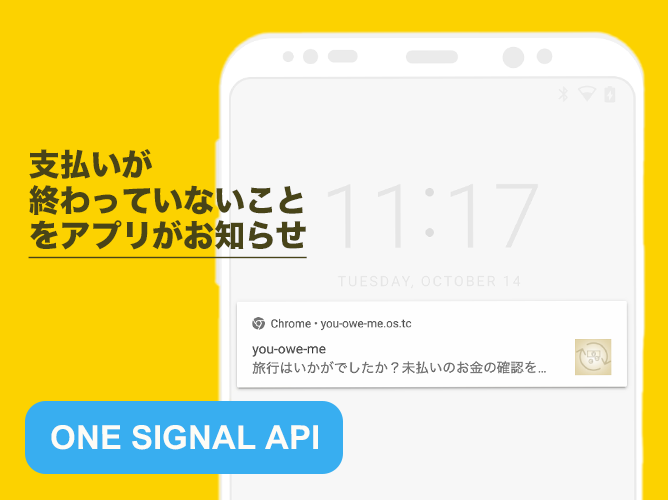 支払いが
終わっていないこと
をアプリがお知らせ
11:17
TUESDAY, OCTOBER 14
Chrome • you-owe-me.os.tc
you-owe-me
旅行はいかがでしたか？未払いのお金の確認を...
ONE SIGNAL API